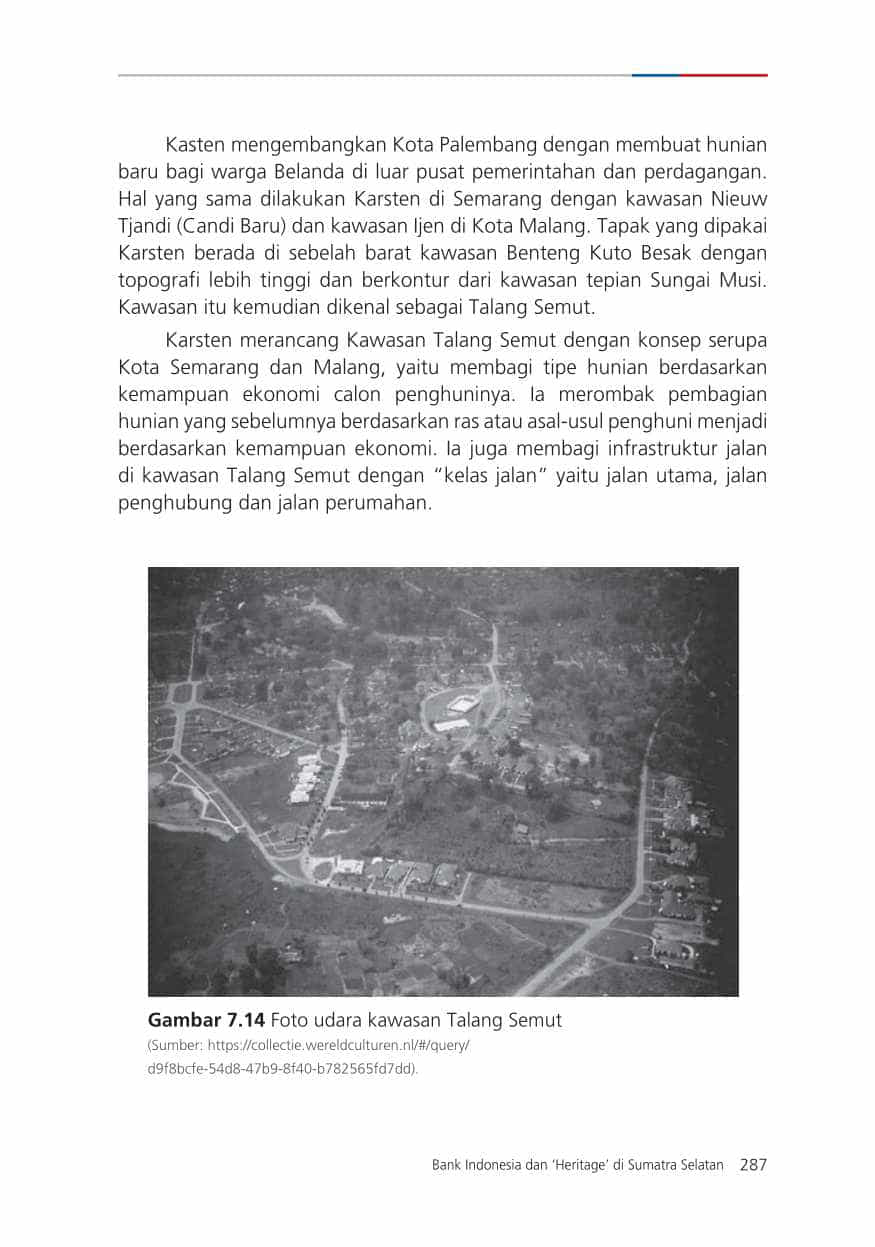 Kasten mengembangkan Kota Palembang dengan membuat hunian
baru bagi warga Belanda di luar pusat pemerintahan dan perdagangan.
Hal yang sama dilakukan Karsten di Semarang dengan kawasan Nieuw
Tjandi (Candi Baru) dan kawasan Ijen di Kota Malang. Tapak yang dipakai
Karsten berada di sebelah barat kawasan Benteng Kuto Besak dengan
topografi lebih tinggi dan berkontur dari kawasan tepian Sungai Musi.
Kawasan itu kemudian dikenal sebagai Talang Semut.
Karsten merancang Kawasan Talang Semut dengan konsep serupa
Kota Semarang dan Malang, yaitu membagi tipe hunian berdasarkan
kemampuan ekonomi calon penghuninya. Ia merombak pembagian
hunian yang sebelumnya berdasarkan ras atau asal-usul penghuni menjadi
berdasarkan kemampuan ekonomi. Ia juga membagi infrastruktur jalan
di kawasan Talang Semut dengan “kelas jalan” yaitu jalan utama, jalan
penghubung dan jalan perumahan.
Gambar 7.14 Foto udara kawasan Talang Semut
(Sumber: https://collectie.wereldculturen.nl/#/query/
d9f8bcfe-54d8-47b9-8f40-b782565fd7dd).
Bank Indonesia dan ‘Heritage’ di Sumatra Selatan 287